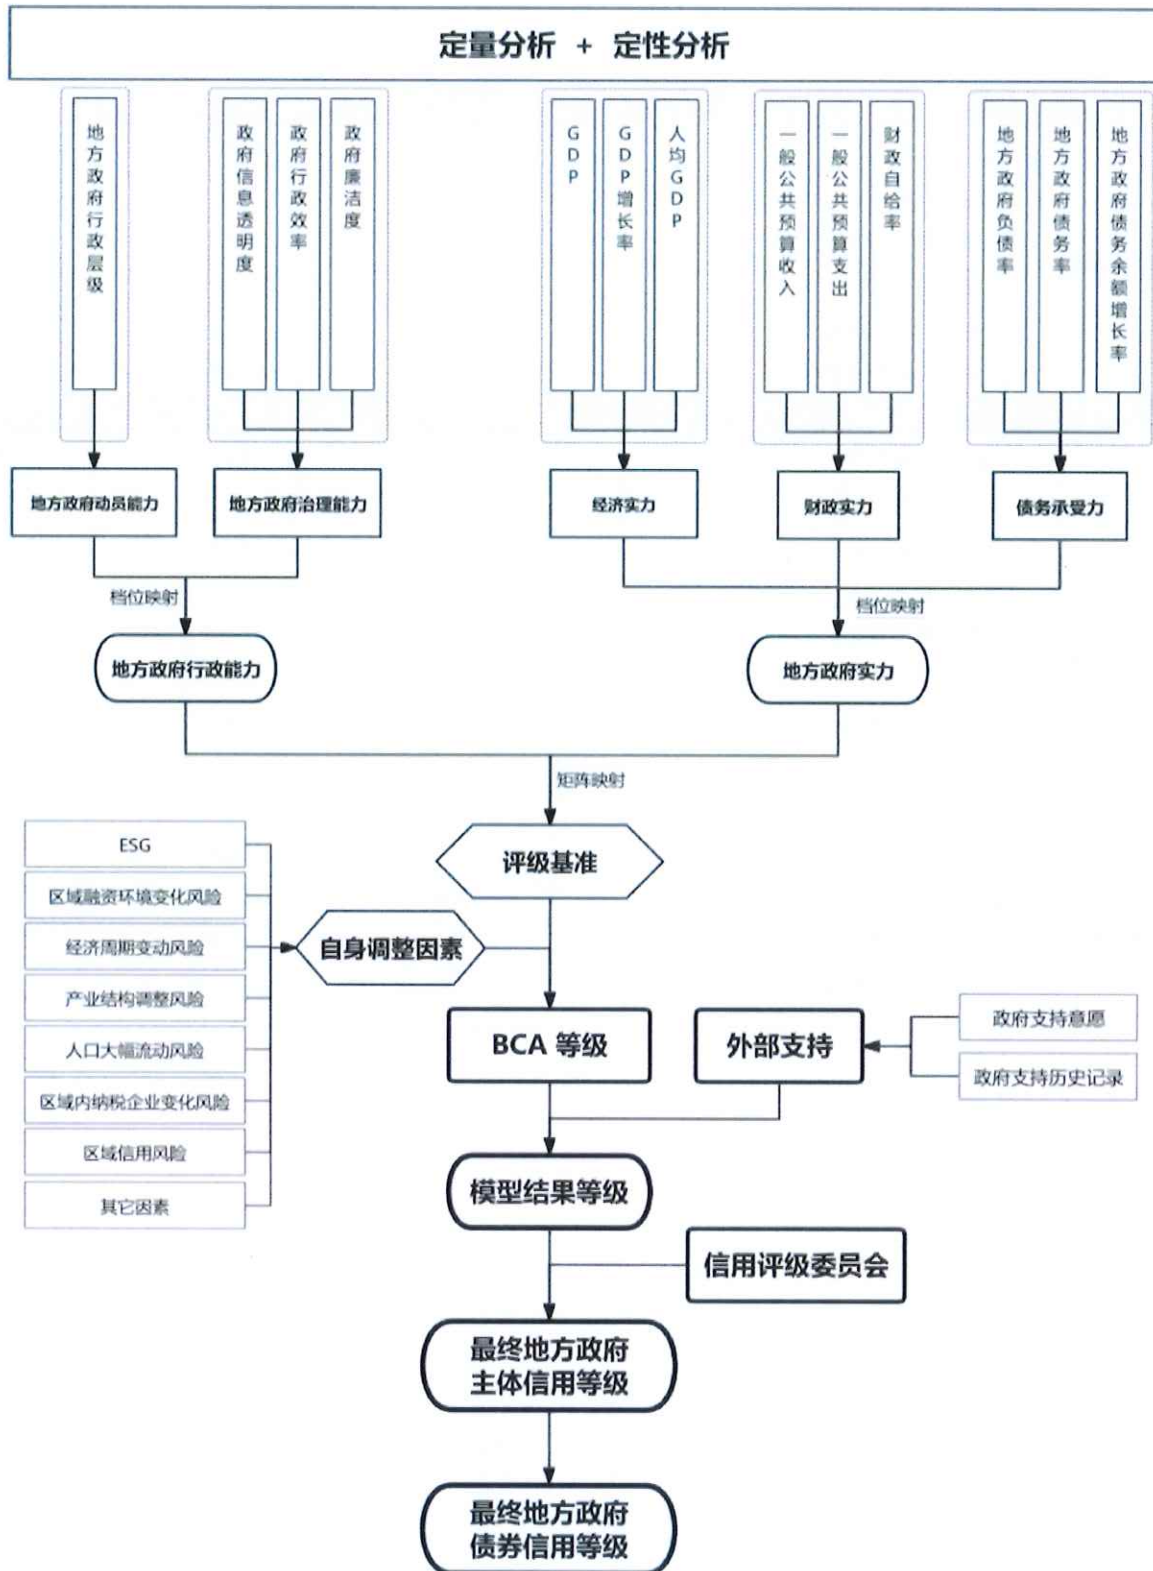 定量分析 + 定性分析
地方政府行政层级
政府信息透明度
政府行政效率
政府廉洁度
GDP
GDP增长率
人均GDP
一般公共预算收入
一般公共预算支出
财政自给率
地方政府负债率
地方政府债务率
地方政府债务余额增长率
地方政府动员能力
地方政府治理能力
经济实力
财政实力
债务承受力
档位映射
档位映射
地方政府行政能力
地方政府实力
矩阵映射
评级基准
ESG
区域融资环境变化风险
经济周期变动风险
产业结构调整风险
人口大幅流动风险
区域内纳税企业变化风险
区域信用风险
其它因素
自身调整因素
BCA 等级
外部支持
政府支持意愿
政府支持历史记录
模型结果等级
信用评级委员会
最终地方政府
主体信用等级
最终地方政府
债券信用等级